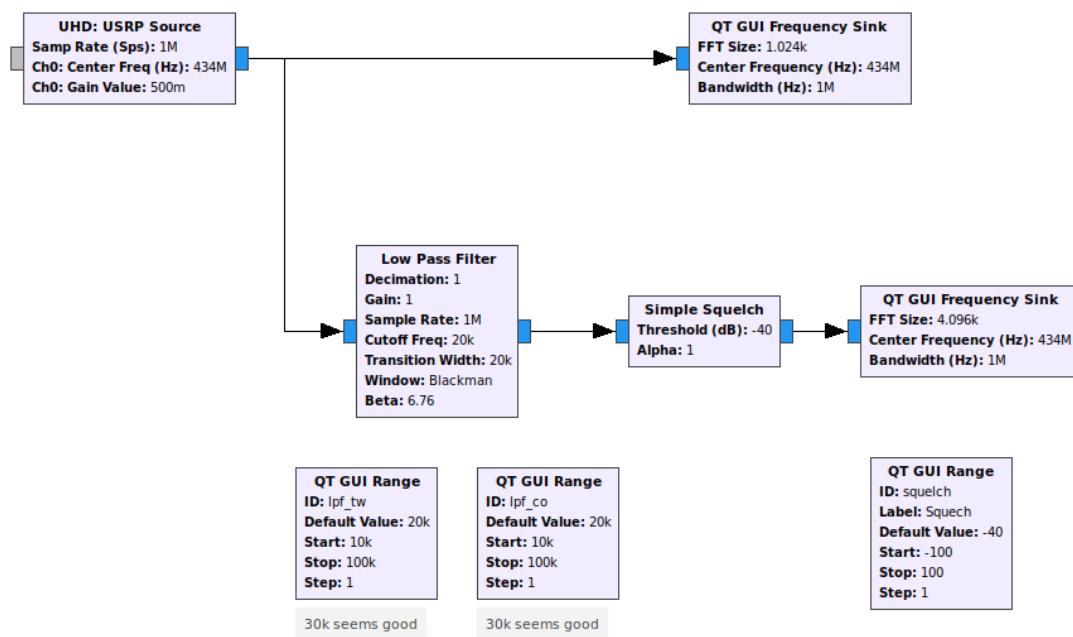 UHD: USRP Source
Samp Rate (Sps): 1M
Ch0: Center Freq (Hz): 434M
Ch0: Gain Value: 500m
QT GUI Frequency Sink
FFT Size: 1.024k
Center Frequency (Hz): 434M
Bandwidth (Hz): 1M
Low Pass Filter
Decimation: 1
Gain: 1
Sample Rate: 1M
Cutoff Freq: 20k
Transition Width: 20k
Window: Blackman
Beta: 6.76
Simple Squelch
Threshold (dB): -40
Alpha: 1
QT GUI Frequency Sink
FFT Size: 4.096k
Center Frequency (Hz): 434M
Bandwidth (Hz): 1M
QT GUI Range
ID: lpf_tw
Default Value: 20k
Start: 10k
Stop: 100k
Step: 1
30k seems good
QT GUI Range
ID: lpf_co
Default Value: 20k
Start: 10k
Stop: 100k
Step: 1
30k seems good
QT GUI Range
ID: squelch
Label: Squech
Default Value: -40
Start: -100
Stop: 100
Step: 1